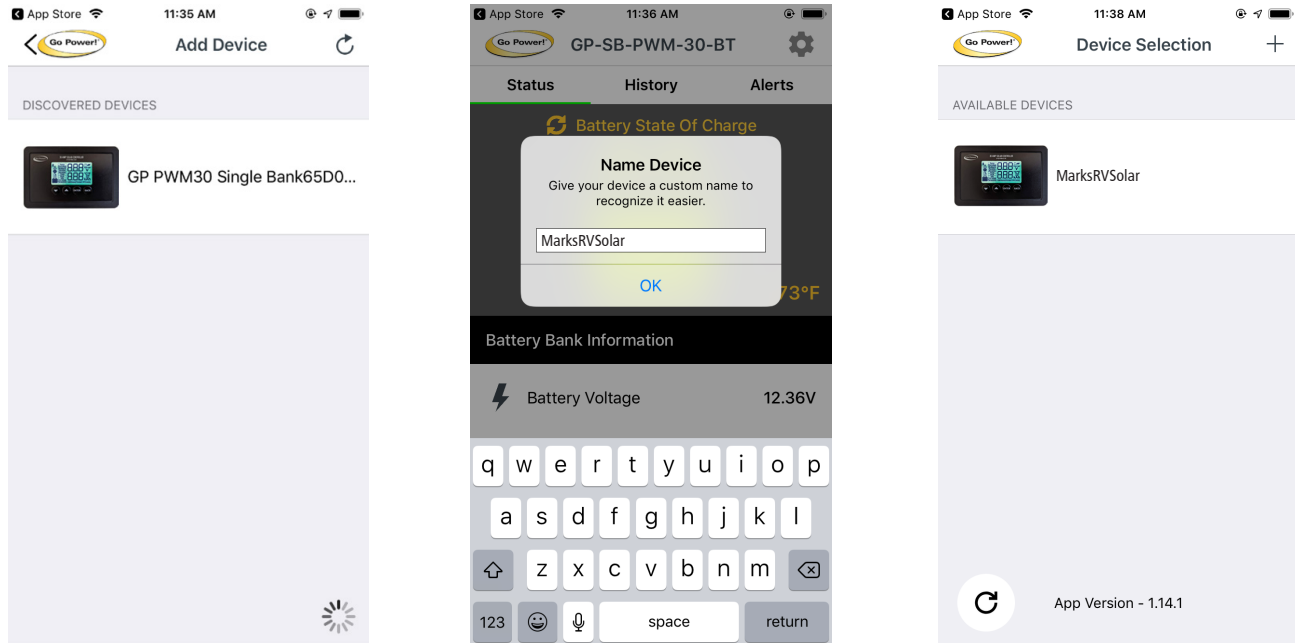 App Store 11:35 AM
Go Power! Add Device
DISCOVERED DEVICES
GP PWM30 Single Bank65D0...
App Store 11:36 AM
Go Power! GP-SB-PWM-30-BT
Status History Alerts
Battery State Of Charge
Name Device
Give your device a custom name to
recognize it easier.
MarksRVSolar
OK
73°F
Battery Bank Information
Battery Voltage 12.36V
q w e r t y u i o p
a s d f g h j k l
z x c v b n m
123 space return
App Store 11:38 AM
Go Power! Device Selection +
AVAILABLE DEVICES
MarksRVSolar
App Version - 1.14.1